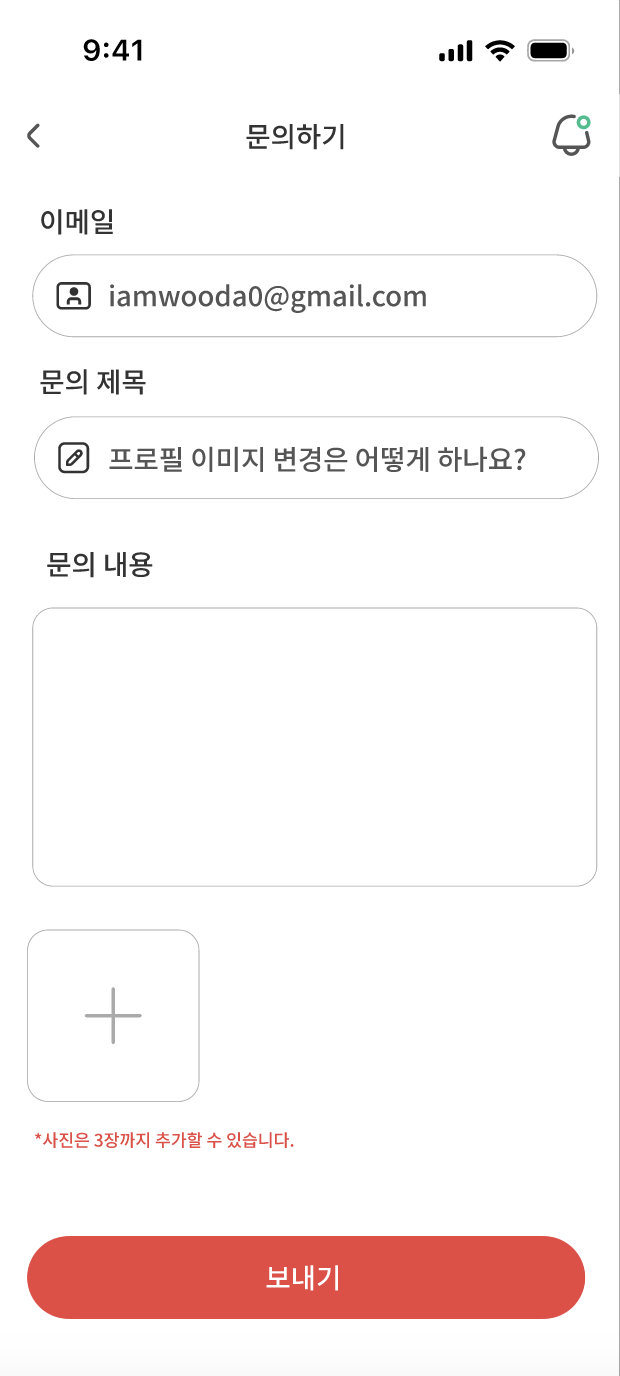 9:41
문의하기
이메일
iamwooda0@gmail.com
문의 제목
프로필 이미지 변경은 어떻게 하나요?
문의 내용
*사진은 3장까지 추가할 수 있습니다.
보내기